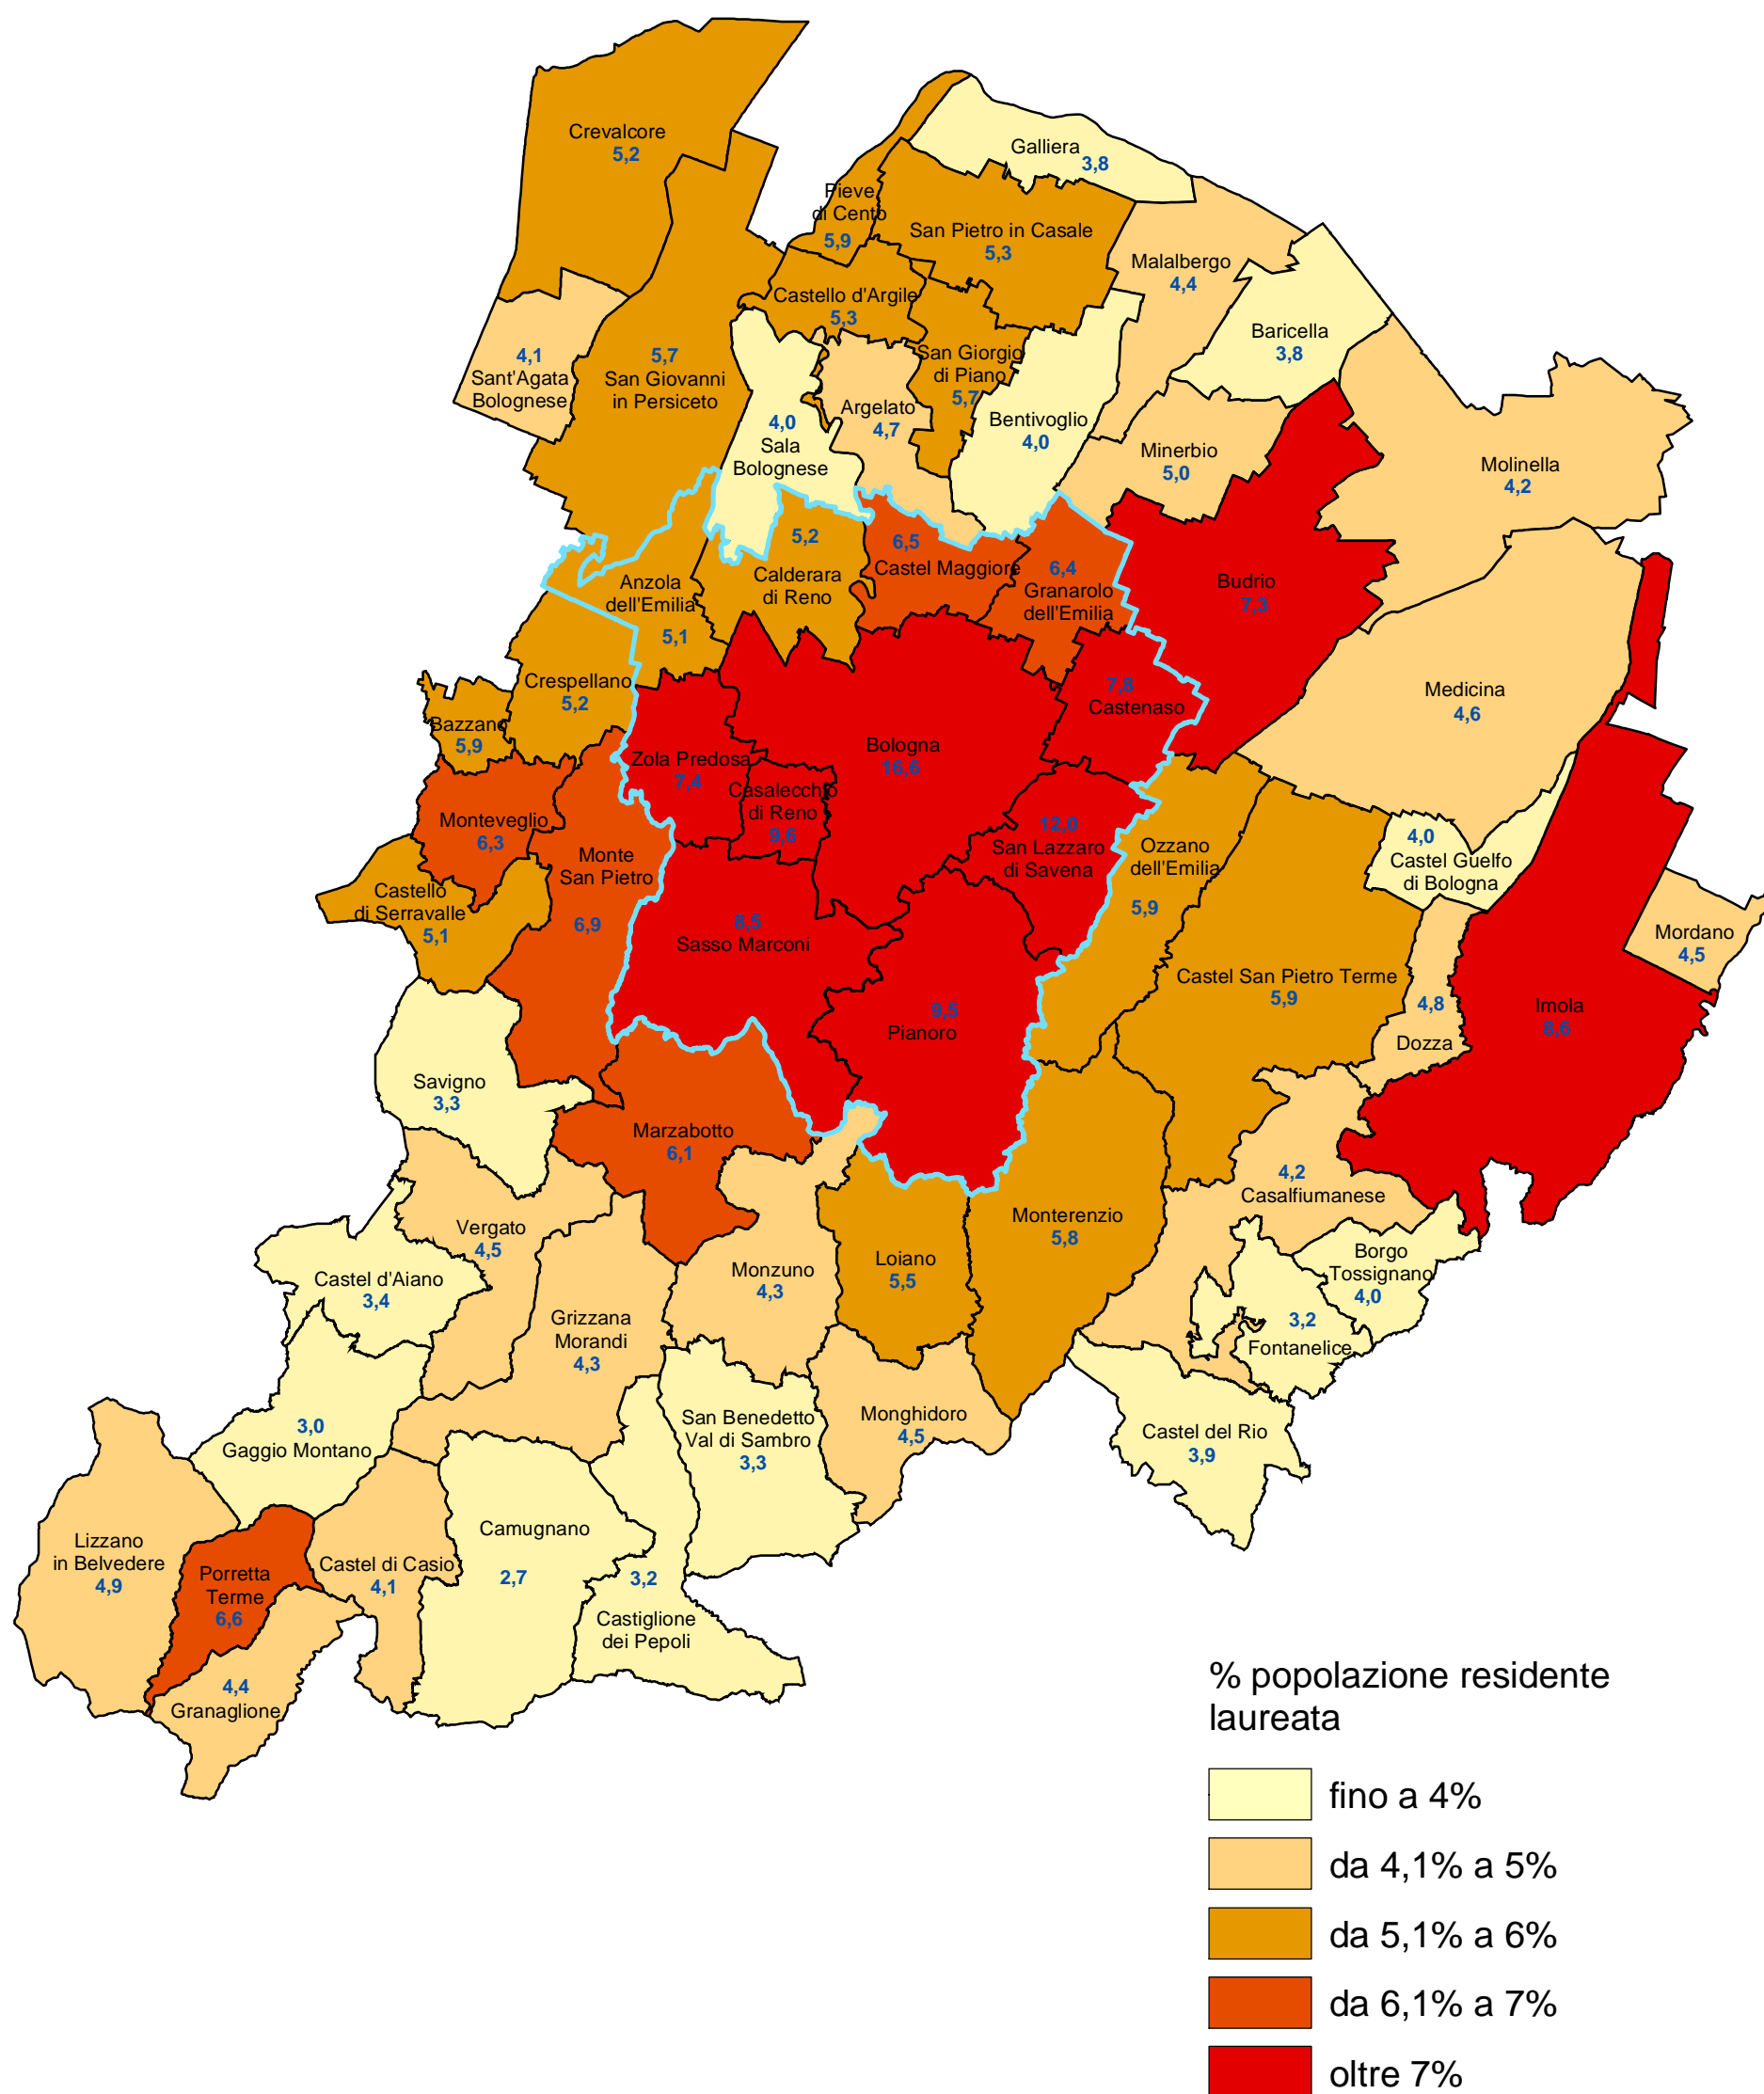 Crevalcore
5,2
Galliera
3,8
Pieve
di Cento
5,9
San Pietro in Casale
5,3
Malalbergo
4,4
Castello d'Argile
5,3
Baricella
3,8
4,1
Sant'Agata
Bolognese
5,7
San Giovanni
in Persiceto
San Giorgio
di Piano
5,7
4,0
Sala
Bolognese
Argelato
4,7
Bentivoglio
4,0
Minerbio
5,0
Molinella
4,2
5,2
Calderara
di Reno
6,5
Castel Maggiore
6,4
Granarolo
dell'Emilia
Budrio
7,3
Anzola
dell'Emilia
5,1
Crespellano
5,2
7,8
Castenaso
Medicina
4,6
Bazzano
5,9
Zola Predosa
7,4
Bologna
16,6
Casalecchio
di Reno
9,6
Monteveglio
6,3
Monte
San Pietro
6,9
12,0
San Lazzaro
di Savena
Ozzano
dell'Emilia
5,9
4,0
Castel Guelfo
di Bologna
Castello
di Serravalle
5,1
8,5
Sasso Marconi
Mordano
4,5
Castel San Pietro Terme
5,9
4,8
Dozza
Imola
8,6
9,5
Pianoro
Savigno
3,3
Marzabotto
6,1
4,2
Casalfiumanese
Vergato
4,5
Monterenzio
5,8
Castel d'Aiano
3,4
Monzuno
4,3
Loiano
5,5
Borgo
Tossignano
4,0
Grizzana
Morandi
4,3
3,2
Fontanelice
3,0
Gaggio Montano
San Benedetto
Val di Sambro
3,3
Monghidoro
4,5
Castel del Rio
3,9
Lizzano
in Belvedere
4,9
Porretta
Terme
6,6
Castel di Casio
4,1
Camugnano
2,7
3,2
Castiglione
dei Pepoli
4,4
Granaglione
% popolazione residente
laureata
fino a 4%
da 4,1% a 5%
da 5,1% a 6%
da 6,1% a 7%
oltre 7%